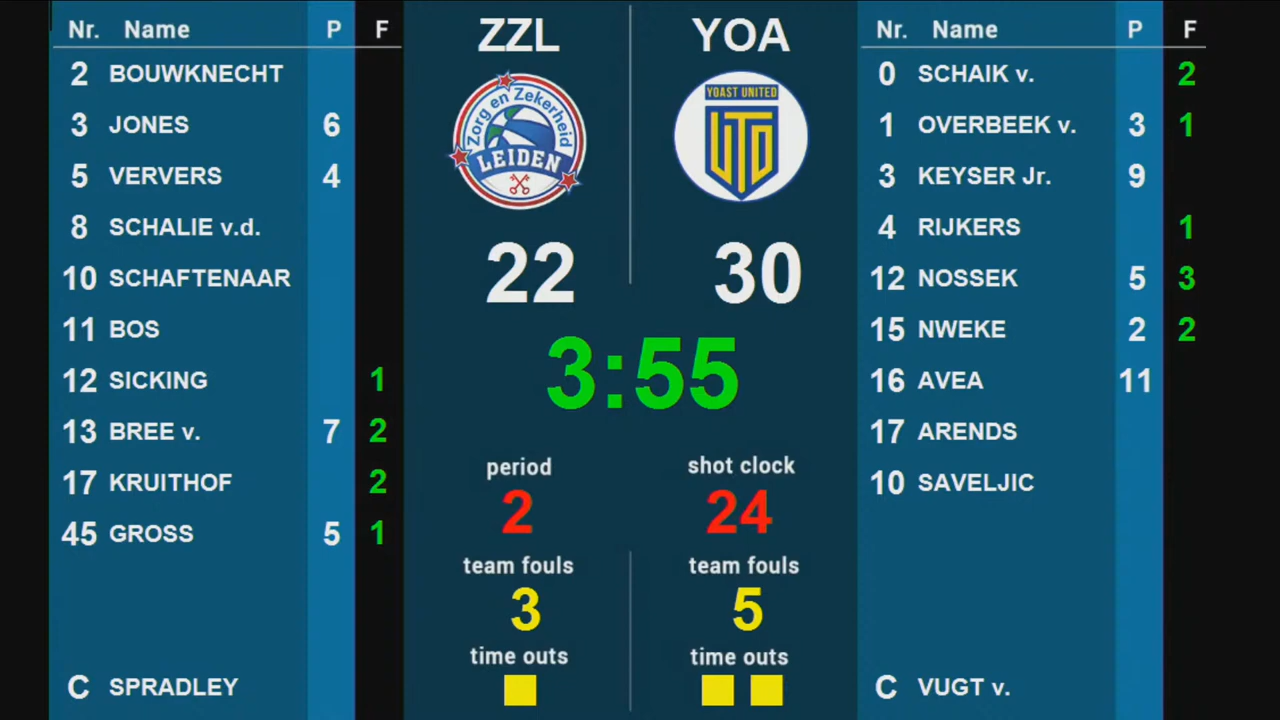 Nr. Name P F
2 BOUWKNECHT
3 JONES 6
5 VERVERS 4
8 SCHALIE v.d.
10 SCHAFTENAAR
11 BOS
12 SICKING 1
13 BREE v. 7 2
17 KRUITHOF 2
45 GROSS 5 1
C SPRADLEY
ZZL YOA
Zorg en Zekerheid
LEIDEN
YOAST UNITED
UTD
22 30
3:55
period shot clock
2 24
team fouls team fouls
3 5
time outs time outs
Nr. Name P F
0 SCHAIK v. 2
1 OVERBEEK v. 3 1
3 KEYSER Jr. 9
4 RIJKERS 1
12 NOSSEK 5 3
15 NWEKE 2 2
16 AVEA 11
17 ARENDS
10 SAVELJIC
C VUGT v.